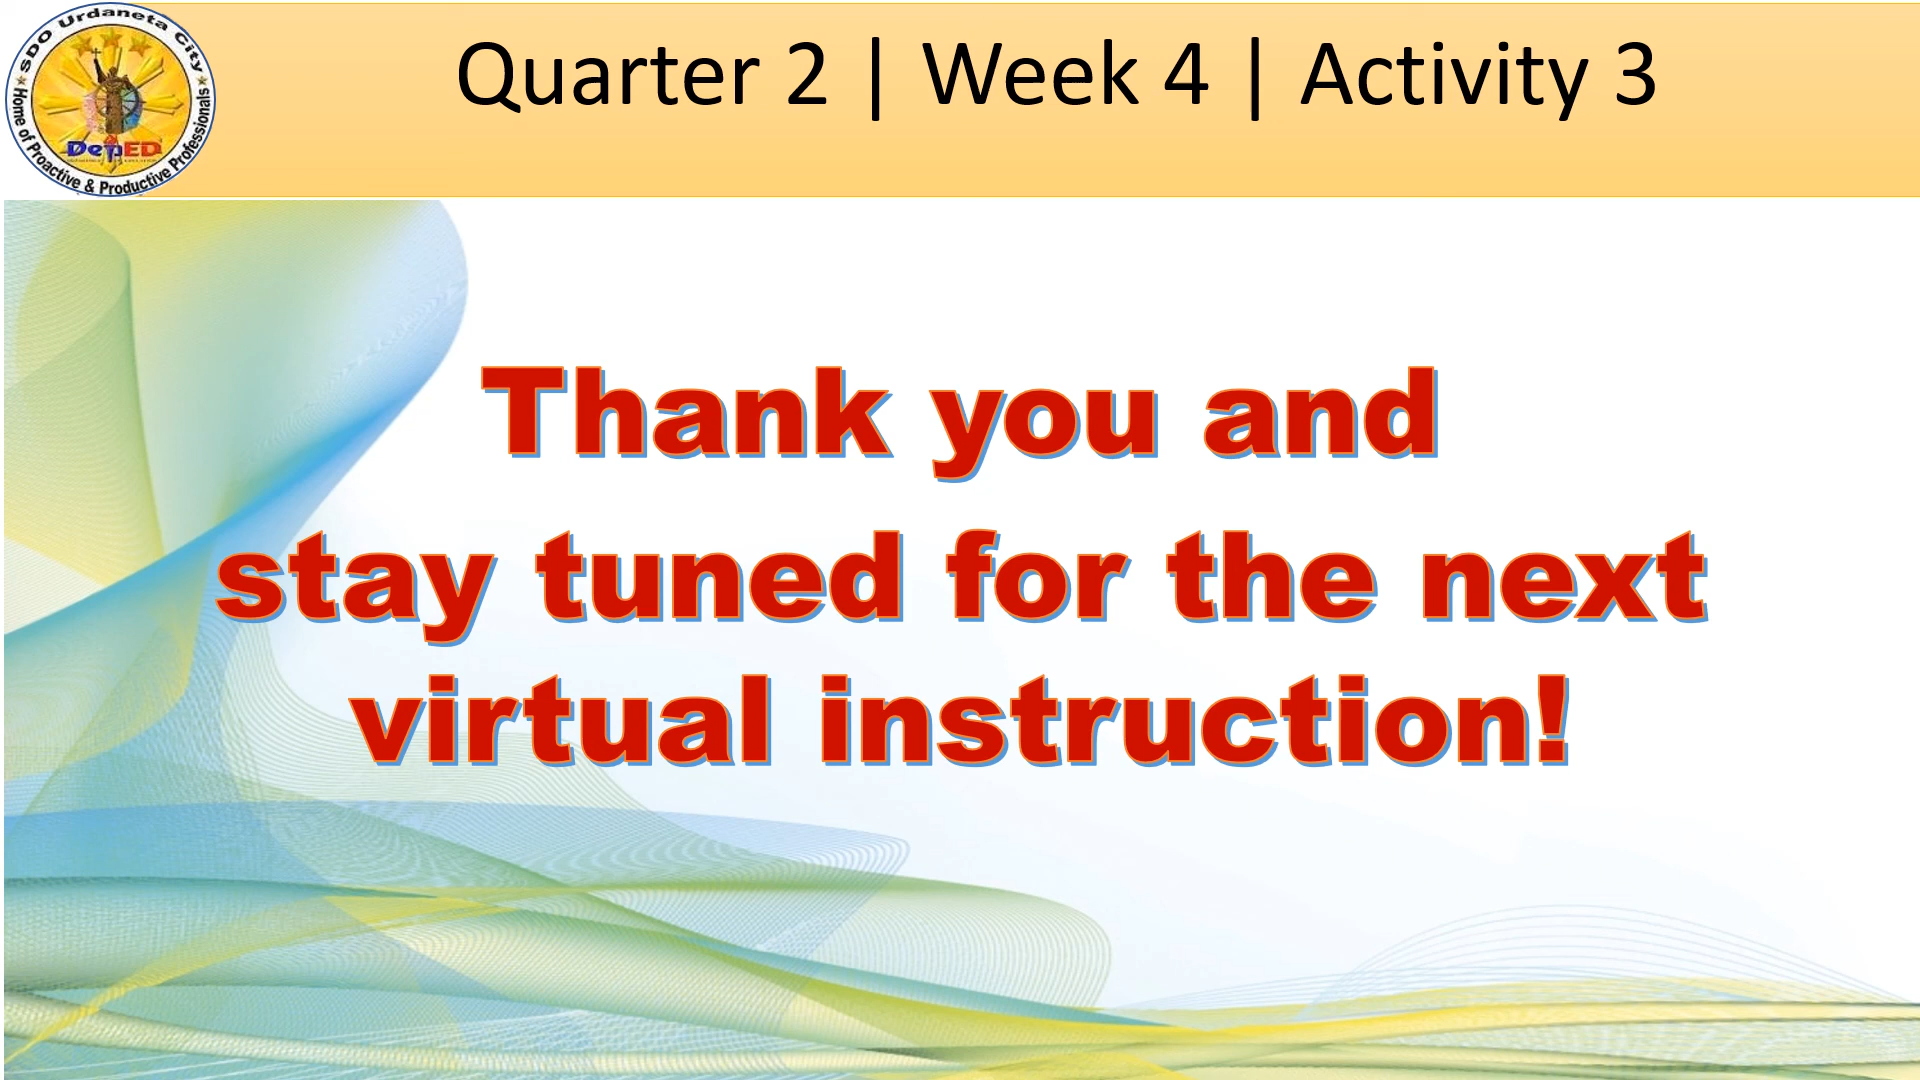 SDO Urdaneta City
Home of Proactive & Productive Professionals
DepED
Quarter 2 | Week 4 | Activity 3
Thank you and
stay tuned for the next
virtual instruction!